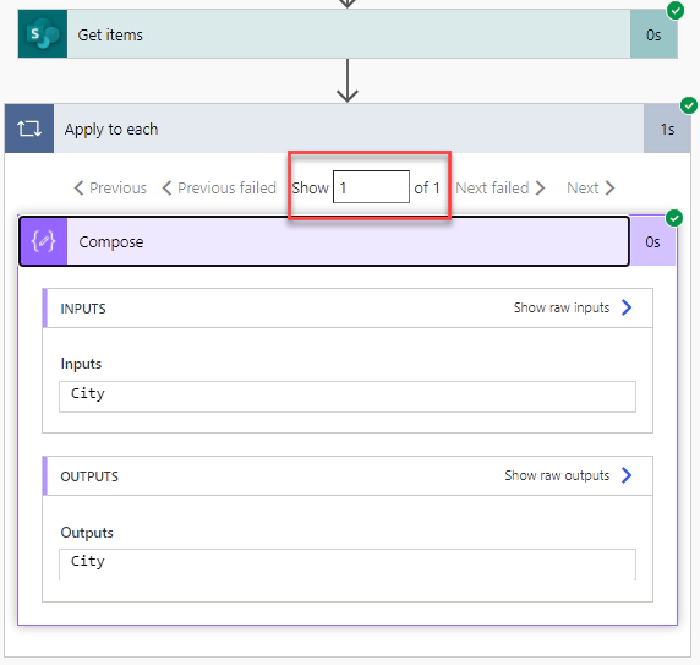 Get items
0s
Apply to each
1s
Previous Previous failed Show 1 of 1 Next failed Next
Compose
0s
INPUTS
Show raw inputs
Inputs
City
OUTPUTS
Show raw outputs
Outputs
City